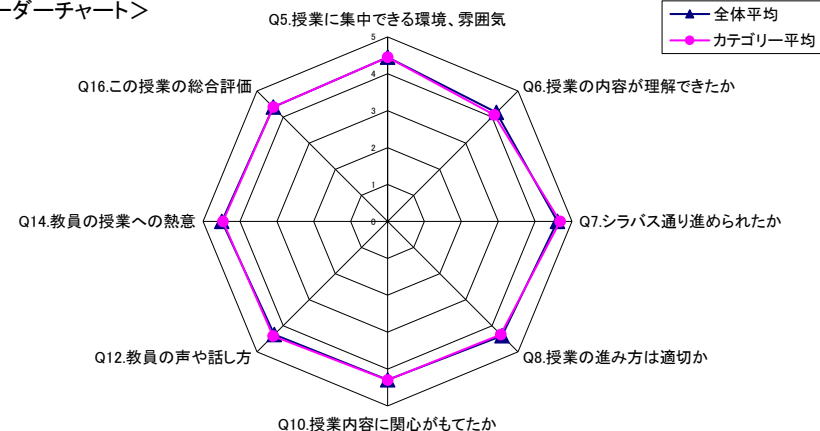 ーダーチャート＞
全体平均
カテゴリー平均
Q5.授業に集中できる環境、雰囲気
Q6.授業の内容が理解できたか
Q7.シラバス通り進められたか
Q8.授業の進み方は適切か
Q10.授業内容に関心がもてたか
Q12.教員の声や話し方
Q14.教員の授業への熱意
Q16.この授業の総合評価
5
4
3
2
1
0